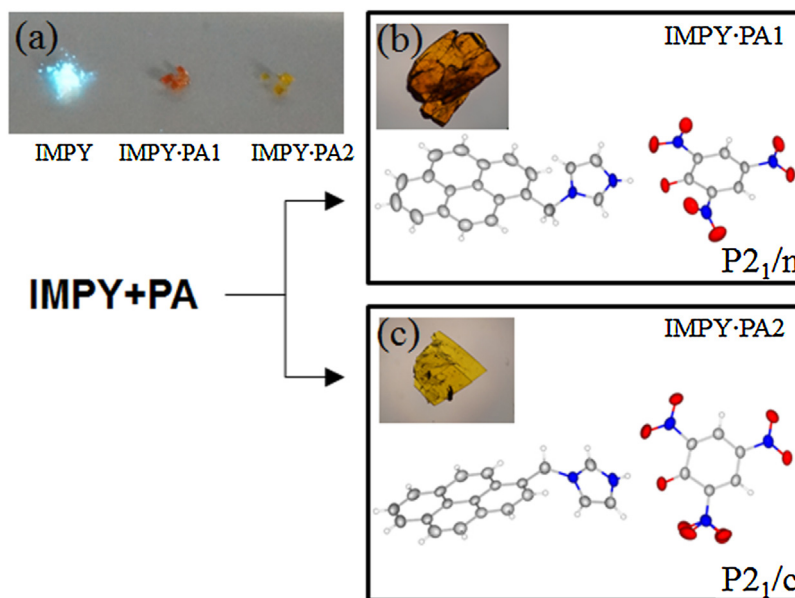 (a)
IMPY IMPY·PA1 IMPY·PA2
IMPY+PA
(b)
IMPY·PA1
P2₁/n
(c)
IMPY·PA2
P2₁/c